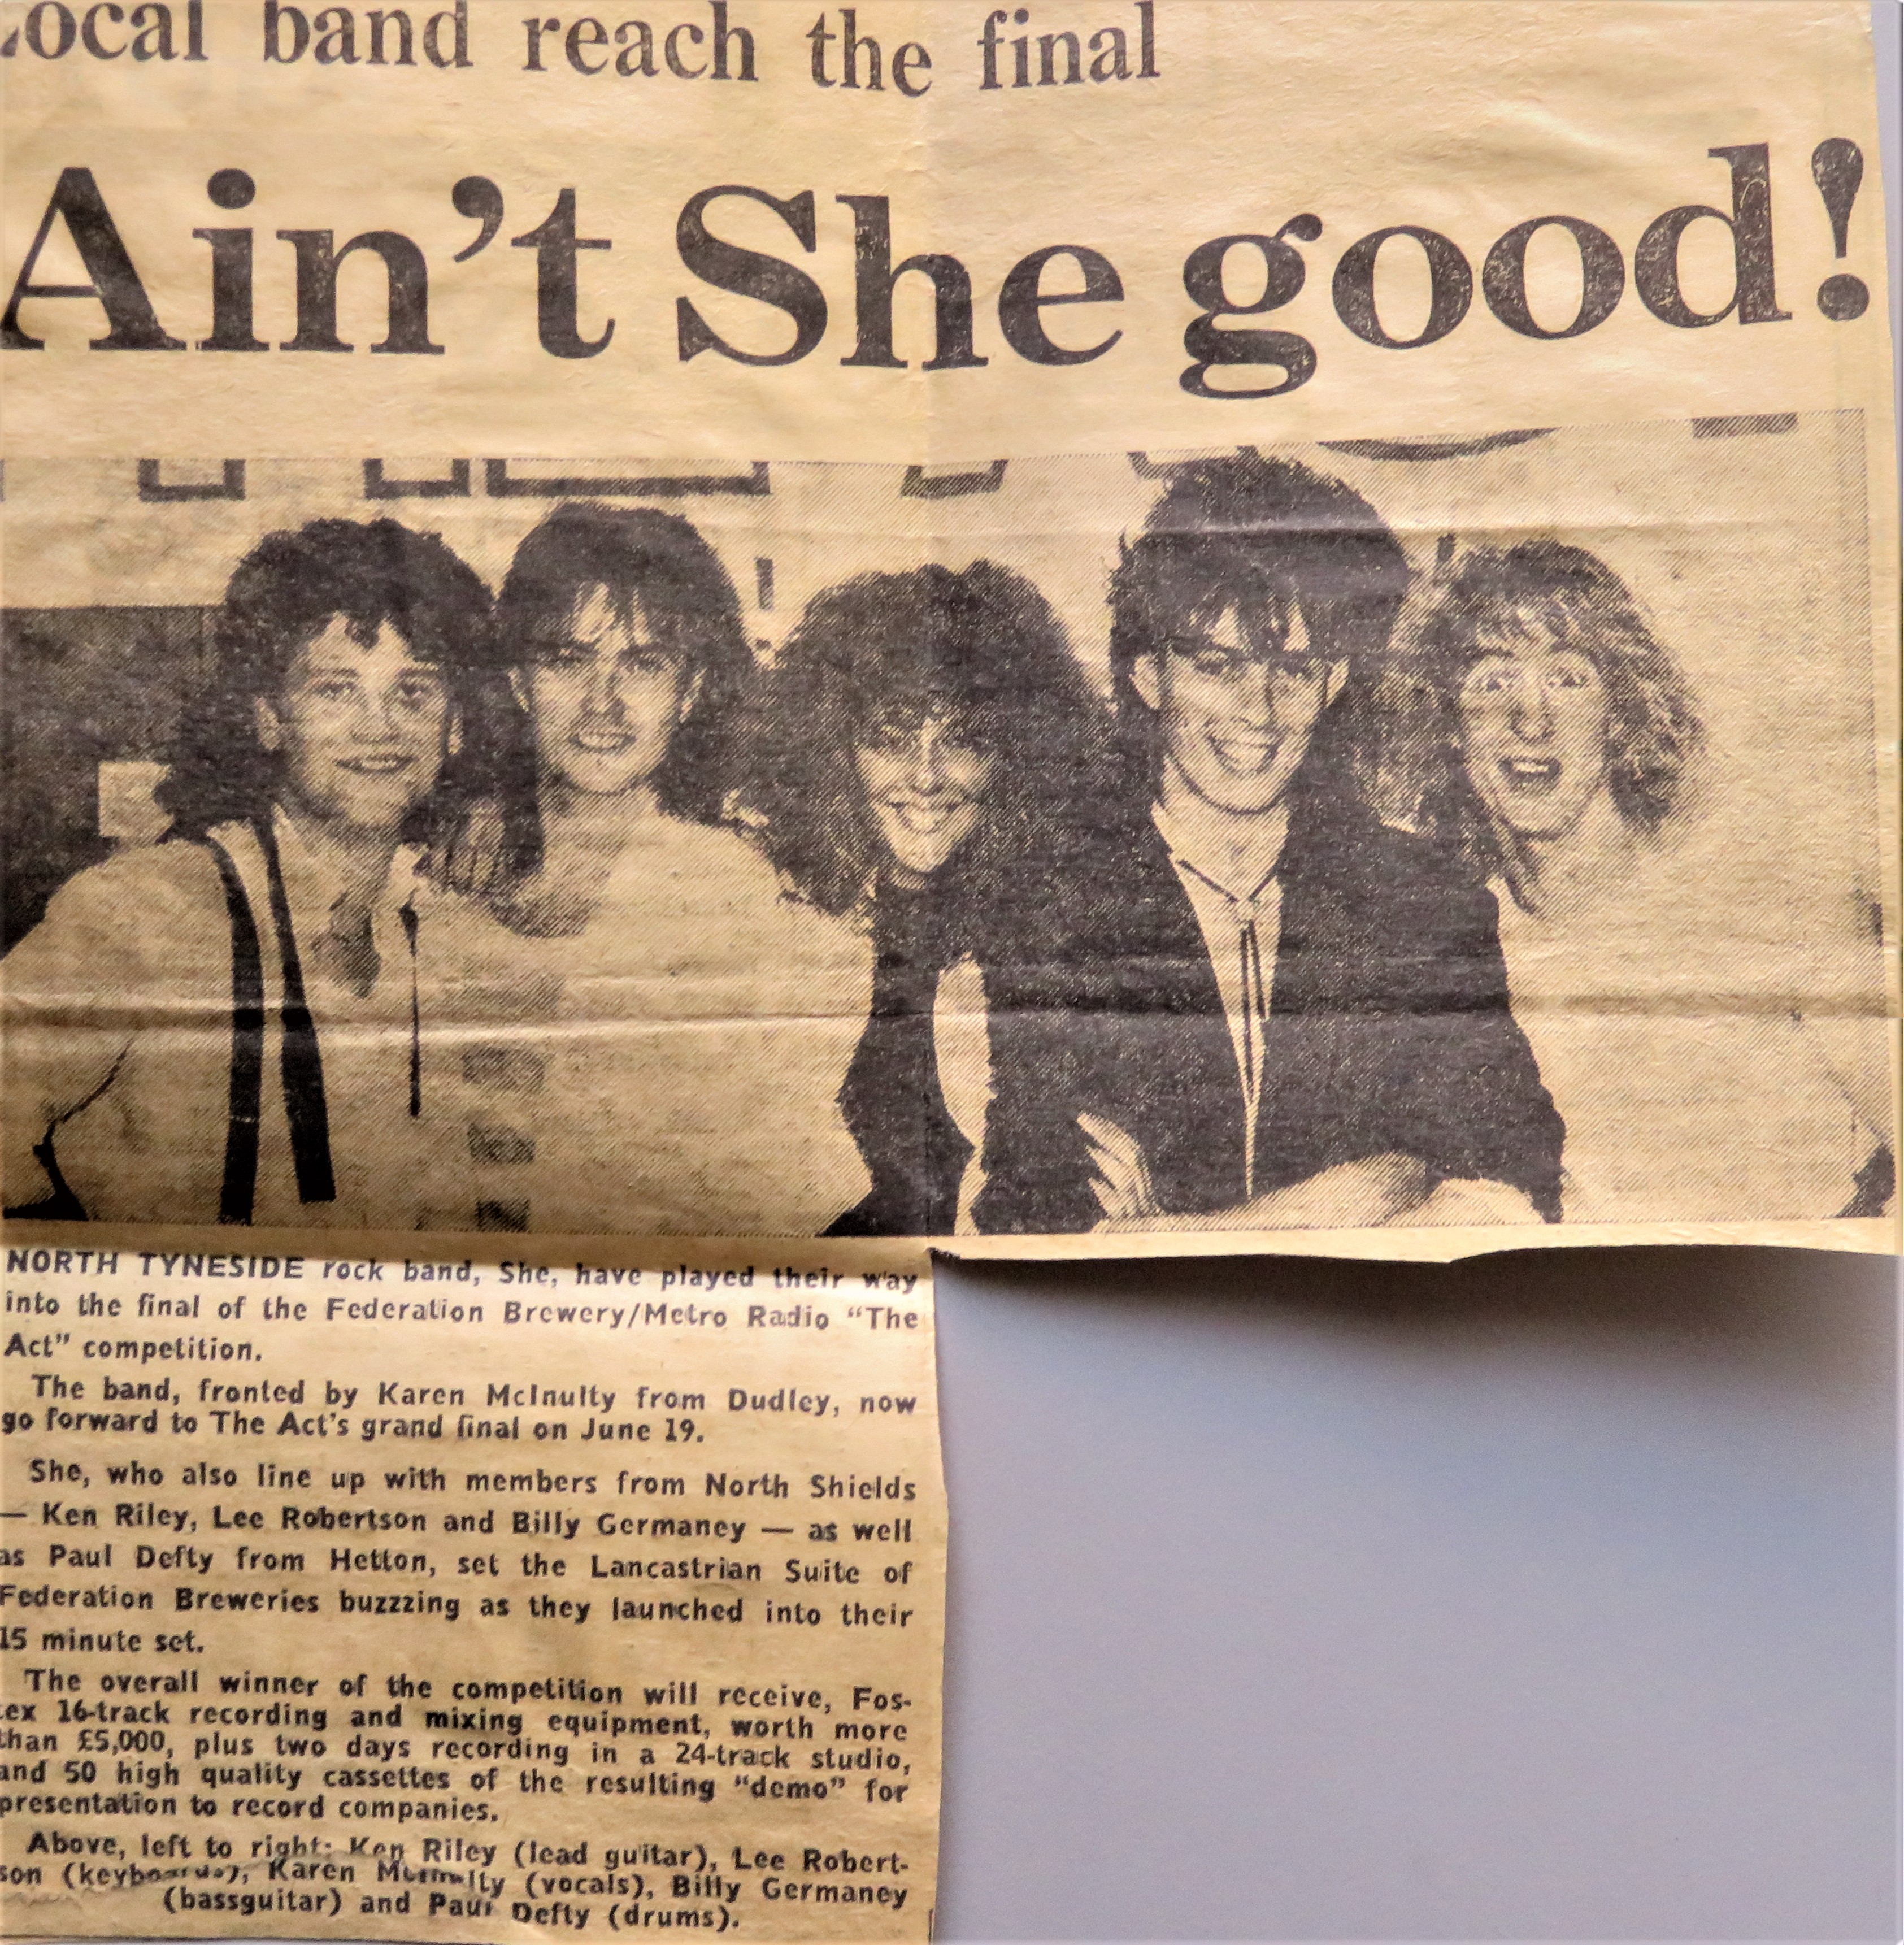 Local band reach the final
Ain't She good!
NORTH TYNESIDE rock band, She, have played their way
into the final of the Federation Brewery/Metro Radio “The
Act” competition.
The band, fronted by Karen McInulty from Dudley, now
go forward to The Act's grand final on June 19.
She, who also line up with members from North Shields
— Ken Riley, Lee Robertson and Billy Germaney — as well
as Paul Defty from Hetton, set the Lancastrian Suite of
Federation Breweries buzzzing as they launched into their
15 minute set.
The overall winner of the competition will receive, Fos-
tex 16-track recording and mixing equipment, worth more
than £5,000, plus two days recording in a 24-track studio,
and 50 high quality cassettes of the resulting “demo” for
presentation to record companies.
Above, left to right: Ken Riley (lead guitar), Lee Robert-
son (keyboards), Karen McInulty (vocals), Billy Germaney
(bassguitar) and Paul Defty (drums).